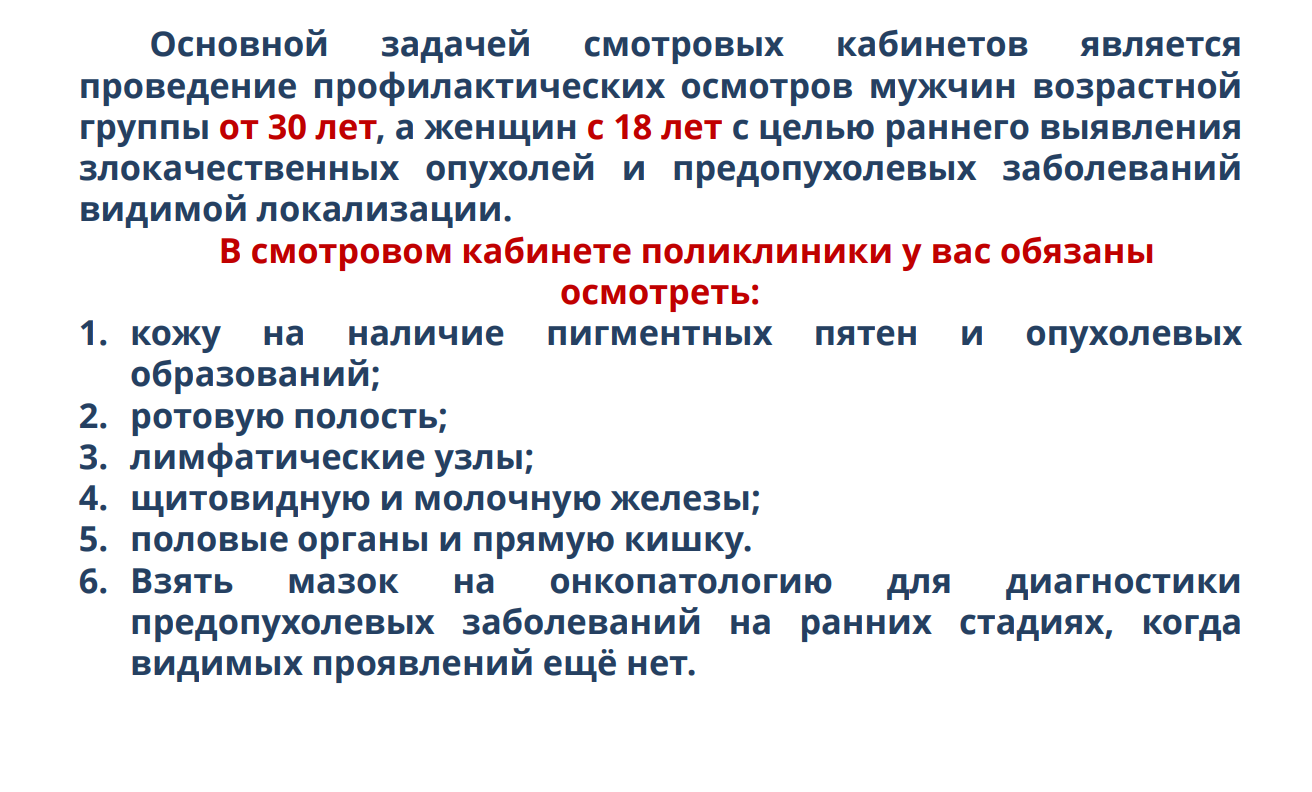 Основной задачей смотровых кабинетов является
проведение профилактических осмотров мужчин возрастной
группы от 30 лет, а женщин с 18 лет с целью раннего выявления
злокачественных опухолей и предопухолевых заболеваний
видимой локализации.
В смотровом кабинете поликлиники у вас обязаны
осмотреть:
1. кожу на наличие пигментных пятен и опухолевых
образований;
2. ротовую полость;
3. лимфатические узлы;
4. щитовидную и молочную железы;
5. половые органы и прямую кишку.
6. Взять мазок на онкопатологию для диагностики
предопухолевых заболеваний на ранних стадиях, когда
видимых проявлений ещё нет.